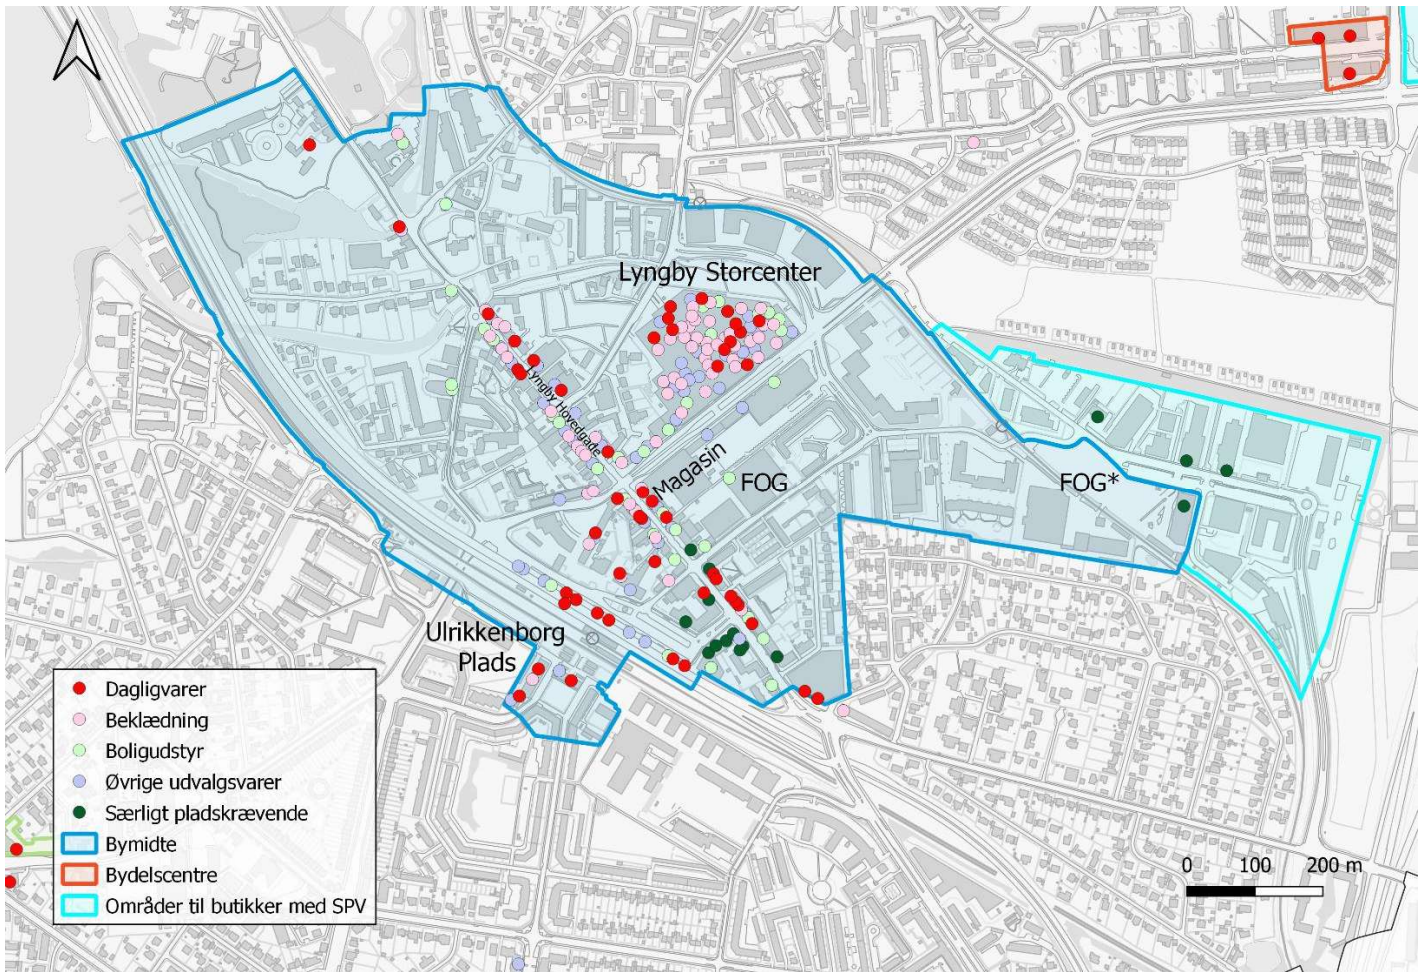 Lyngby Storcenter
Lyngby Hovedgade
Magasin
FOG
FOG*
Ulrikkenborg
Plads
Dagligvarer
Beklædning
Boligudstyr
Øvrige udvalgsvarer
Særligt pladskrævende
Bymidte
Bydelscentre
Områder til butikker med SPV
0 100 200 m